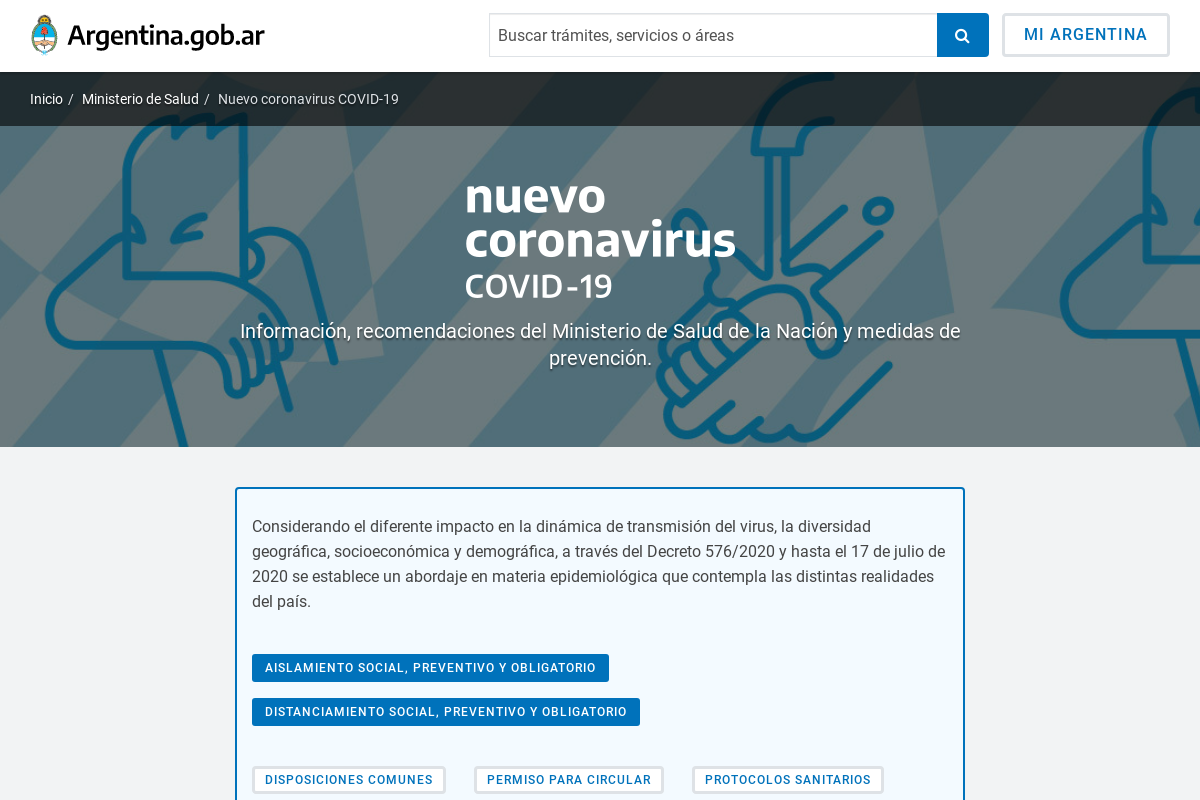 Argentina.gob.ar
Buscar trámites, servicios o áreas
MI ARGENTINA
Inicio / Ministerio de Salud / Nuevo coronavirus COVID-19
nuevo
coronavirus
COVID-19
Información, recomendaciones del Ministerio de Salud de la Nación y medidas de
prevención.
Considerando el diferente impacto en la dinámica de transmisión del virus, la diversidad
geográfica, socioeconómica y demográfica, a través del Decreto 576/2020 y hasta el 17 de julio de
2020 se establece un abordaje en materia epidemiológica que contempla las distintas realidades
del país.
AISLAMIENTO SOCIAL, PREVENTIVO Y OBLIGATORIO
DISTANCIAMIENTO SOCIAL, PREVENTIVO Y OBLIGATORIO
DISPOSICIONES COMUNES PERMISO PARA CIRCULAR PROTOCOLOS SANITARIOS